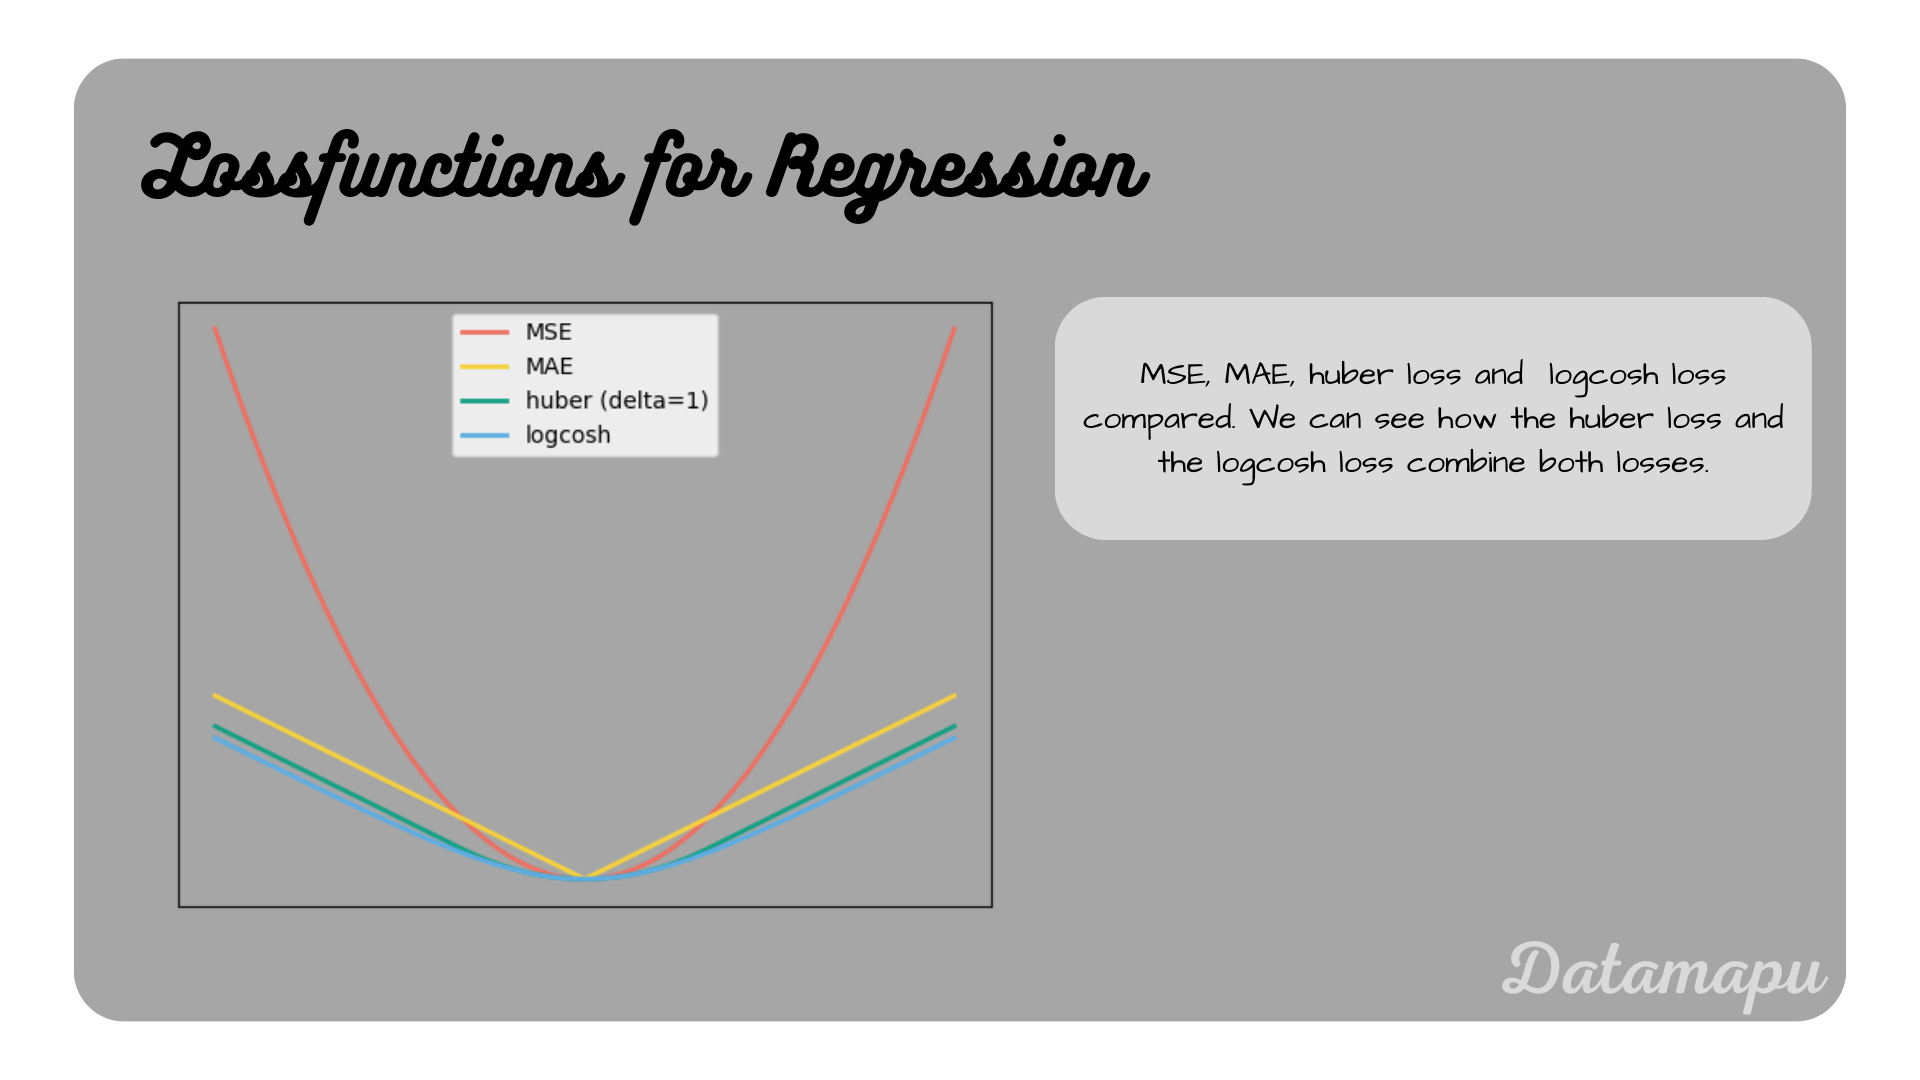 Lossfunctions for Regression
MSE
MAE
huber (delta=1)
logcosh
MSE, MAE, huber loss and logcosh loss
compared. We can see how the huber loss and
the logcosh loss combine both losses.
Datamapu